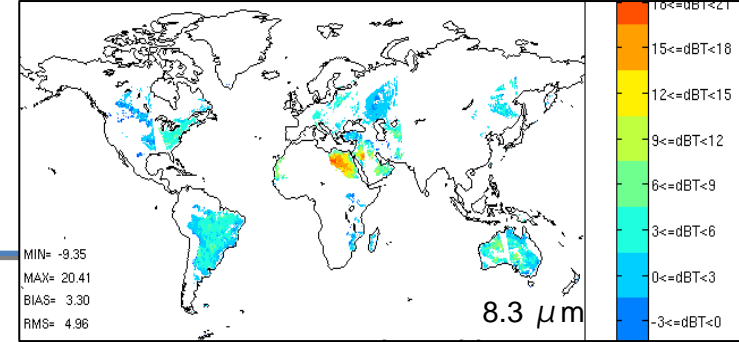 18<=dBT<21
15<=dBT<18
12<=dBT<15
9<=dBT<12
6<=dBT<9
3<=dBT<6
0<=dBT<3
-3<=dBT<0
MIN= -9.35
MAX= 20.41
BIAS= 3.30
RMS= 4.96
8.3 μm